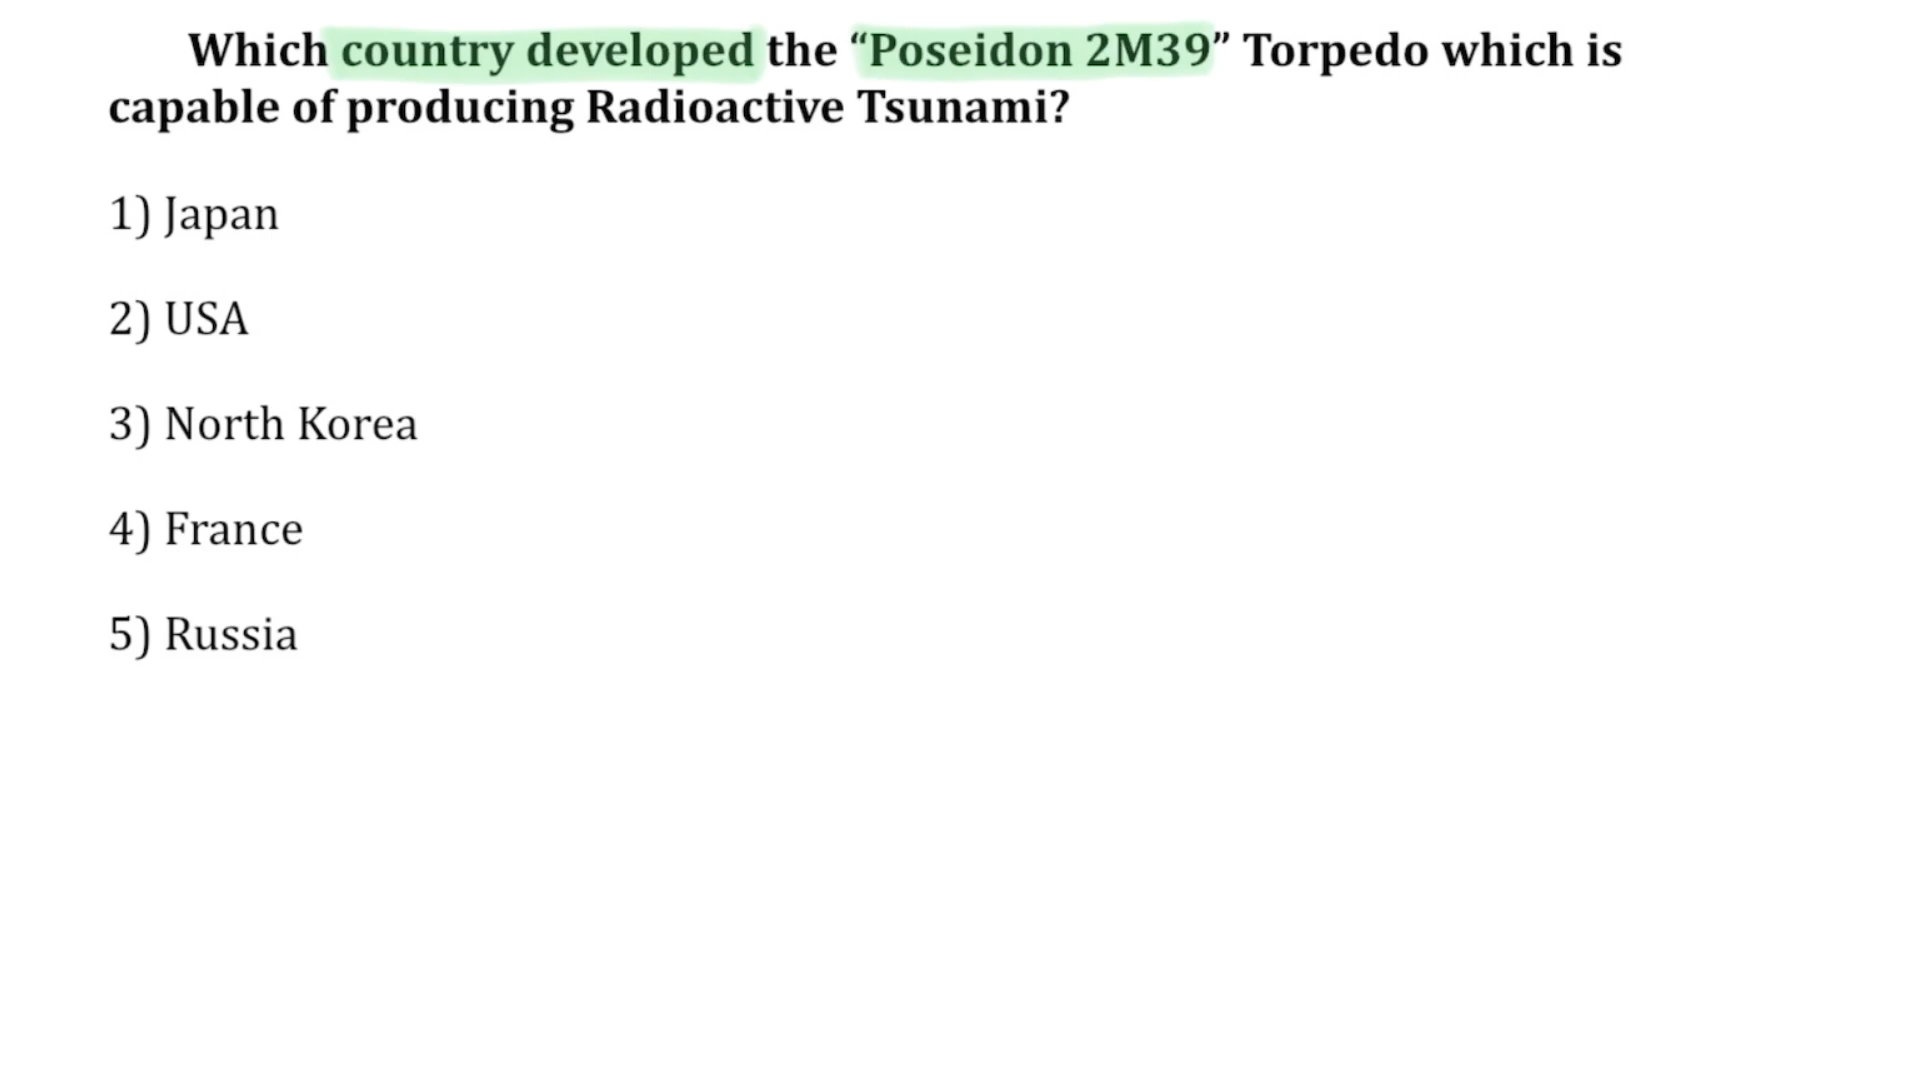 Which country developed the “Poseidon 2M39” Torpedo which is
capable of producing Radioactive Tsunami?
1) Japan
2) USA
3) North Korea
4) France
5) Russia